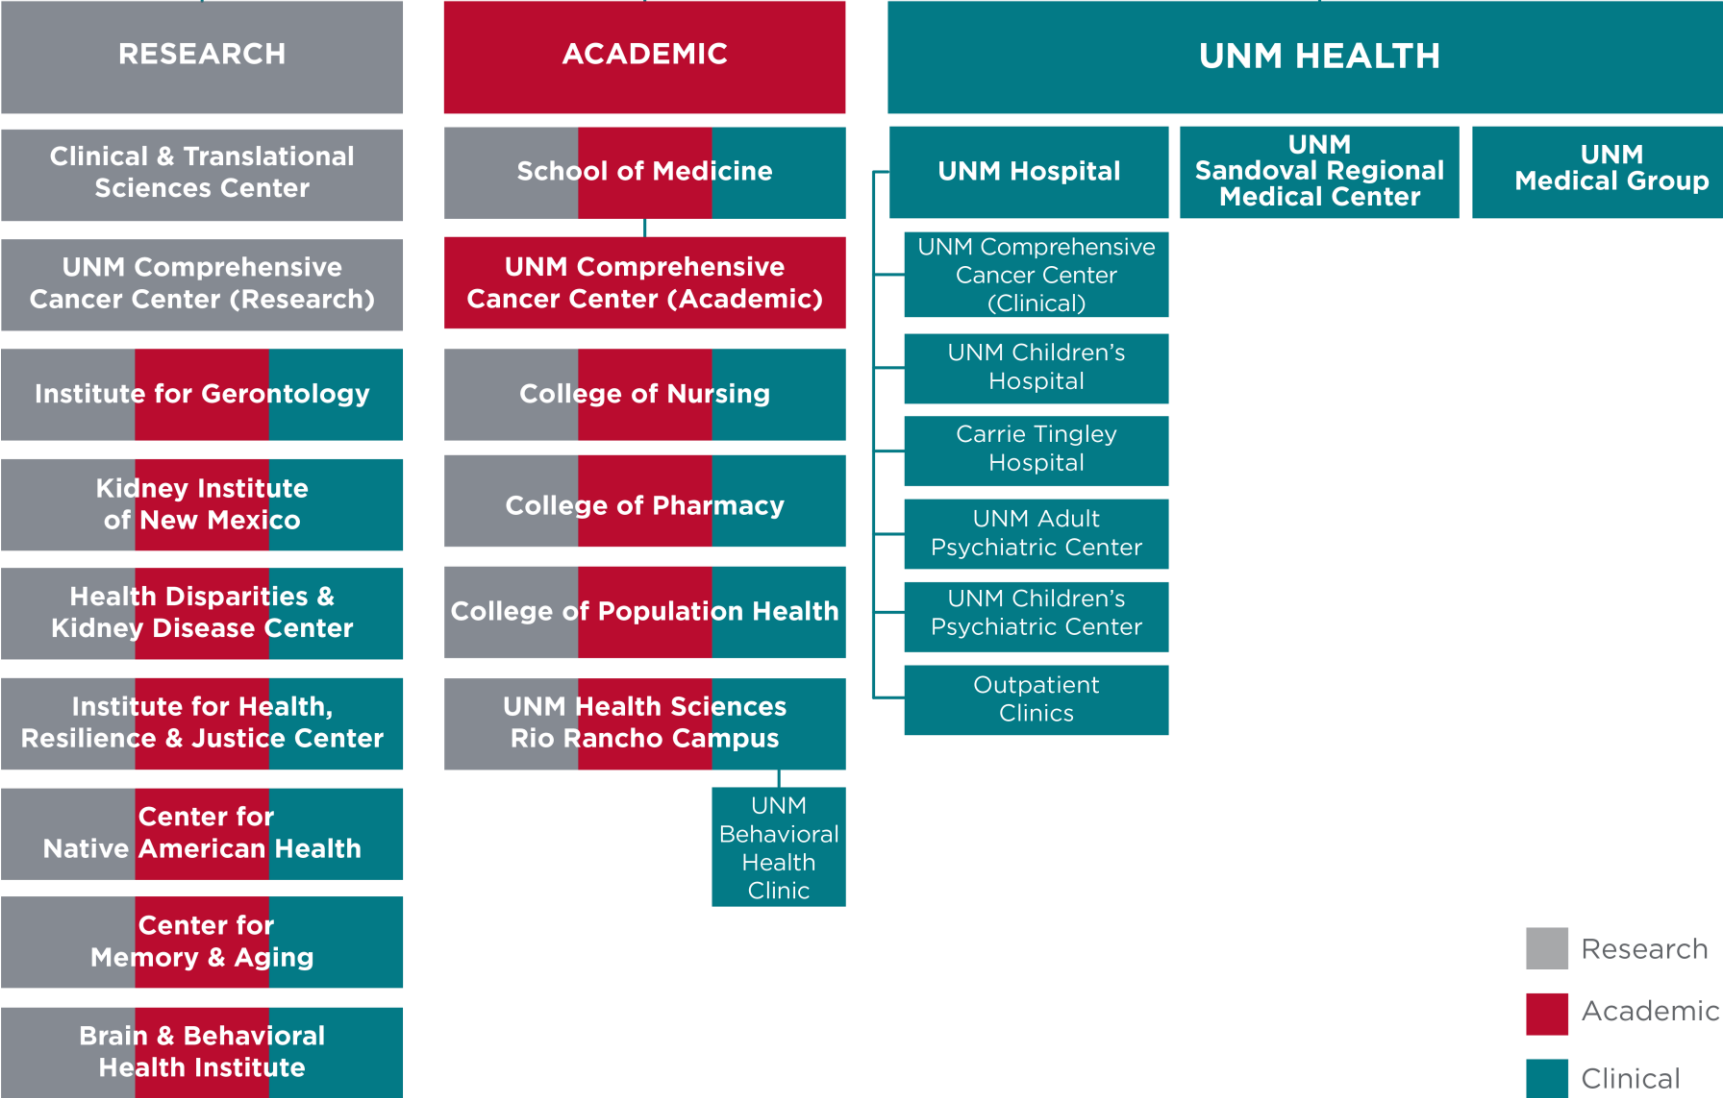 RESEARCH
Clinical & Translational
Sciences Center
UNM Comprehensive
Cancer Center (Research)
Institute for Gerontology
Kidney Institute
of New Mexico
Health Disparities &
Kidney Disease Center
Institute for Health,
Resilience & Justice Center
Center for
Native American Health
Center for
Memory & Aging
Brain & Behavioral
Health Institute
ACADEMIC
School of Medicine
UNM Comprehensive
Cancer Center (Academic)
College of Nursing
College of Pharmacy
College of Population Health
UNM Health Sciences
Rio Rancho Campus
UNM
Behavioral
Health
Clinic
UNM HEALTH
UNM Hospital
UNM Comprehensive
Cancer Center
(Clinical)
UNM Children’s
Hospital
Carrie Tingley
Hospital
UNM Adult
Psychiatric Center
UNM Children’s
Psychiatric Center
Outpatient
Clinics
UNM
Sandoval Regional
Medical Center
UNM
Medical Group
Research
Academic
Clinical